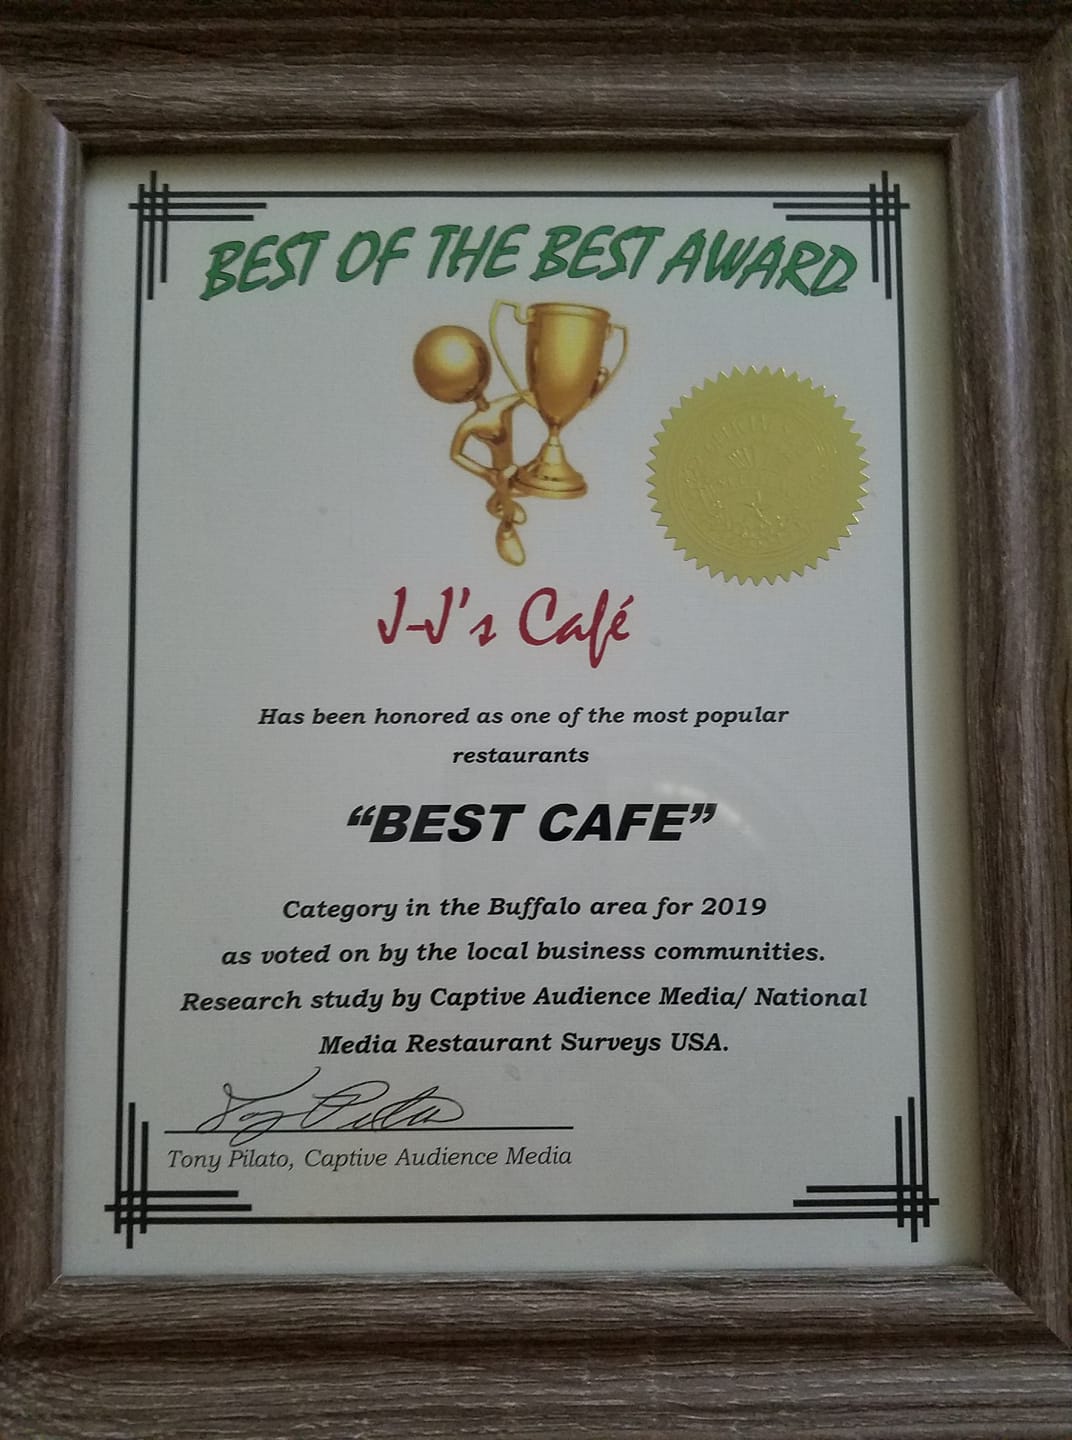 BEST OF THE BEST AWARD
J-J's Café
Has been honored as one of the most popular
restaurants
“BEST CAFE”
Category in the Buffalo area for 2019
as voted on by the local business communities.
Research study by Captive Audience Media/ National
Media Restaurant Surveys USA.
Tony Pilato
Tony Pilato, Captive Audience Media